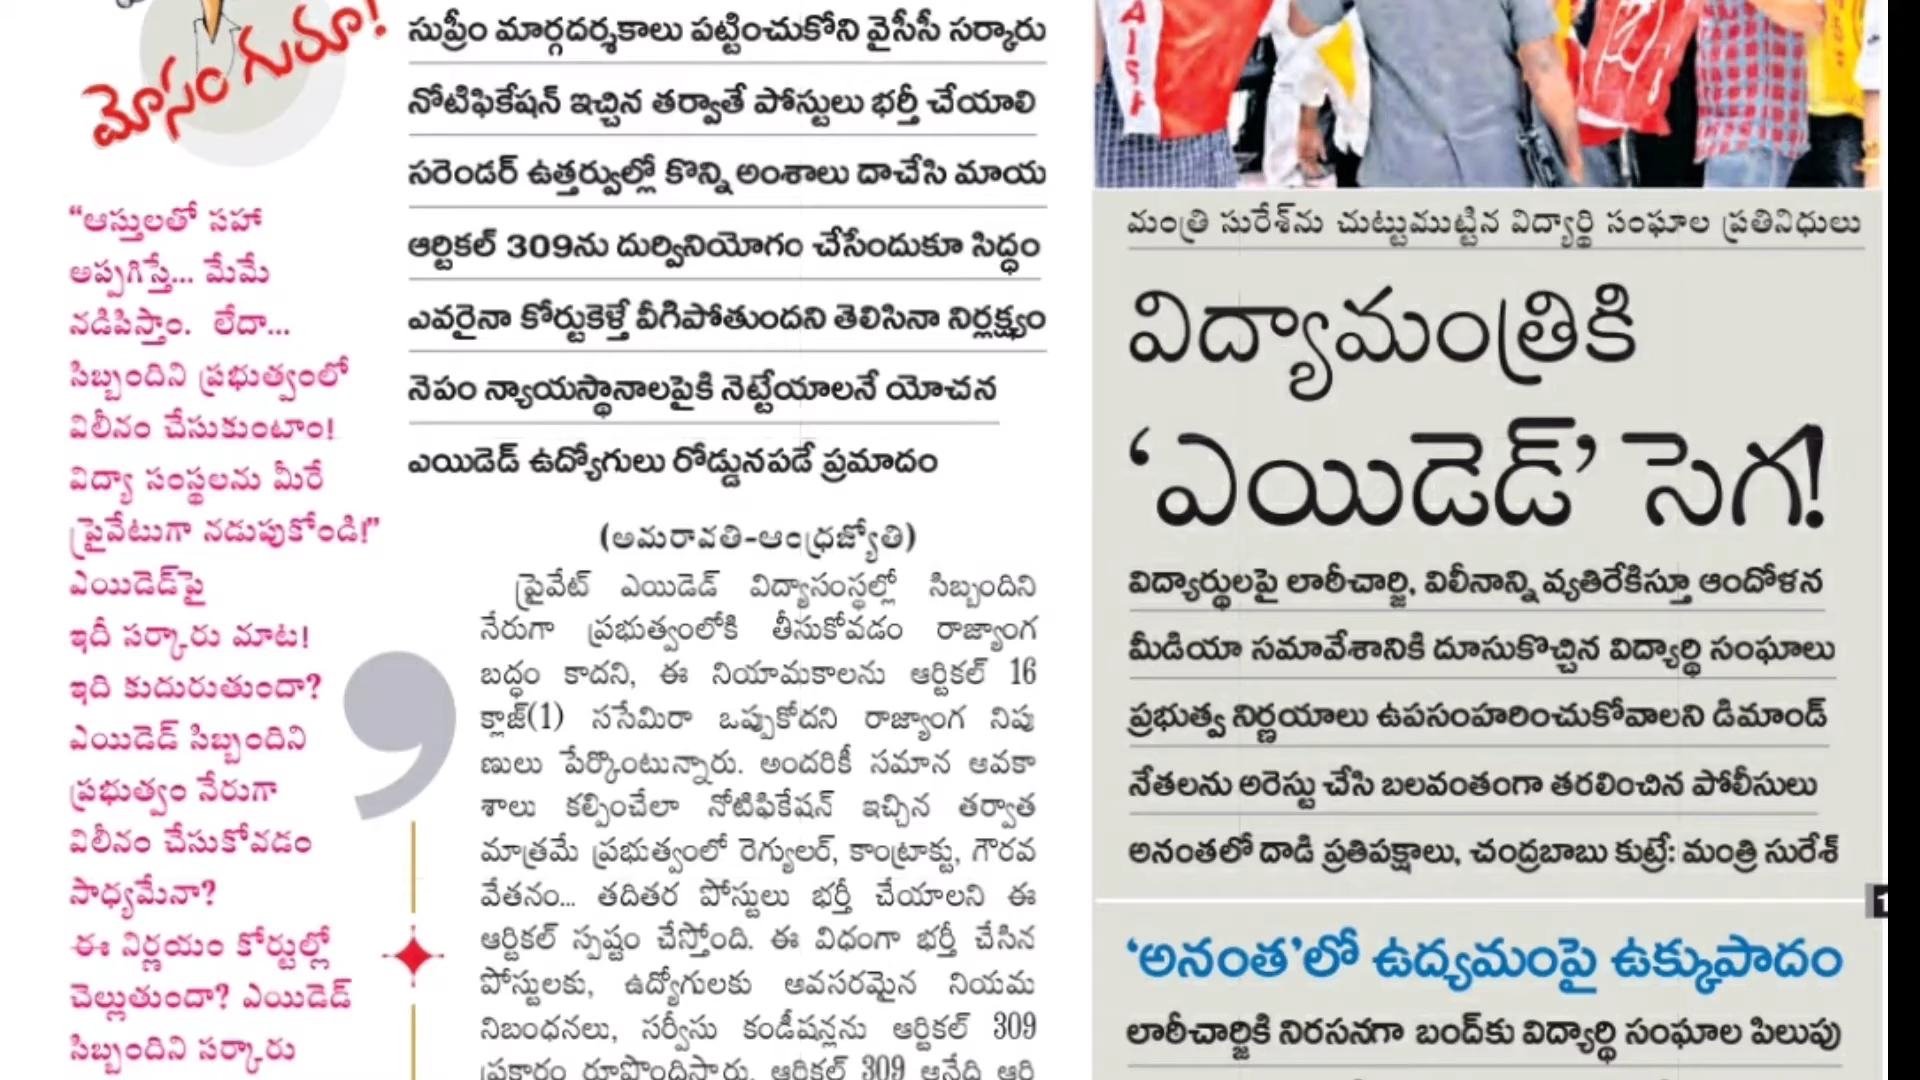 మోసం గురూ!
“ఆస్తులతో సహా
అప్పగిస్తే... మేమే
నడిపిస్తాం. లేదా...
సిబ్బందిని ప్రభుత్వంలో
విలీనం చేసుకుంటాం!
విద్యా సంస్థలను మీరే
ప్రైవేటుగా నడుపుకోండి!”
ఎయిడెడ్‌పై
ఇదీ సర్కారు మాట!
ఇది కుదురుతుందా?
ఎయిడెడ్ సిబ్బందిని
ప్రభుత్వం నేరుగా
విలీనం చేసుకోవడం
సాధ్యమేనా?
ఈ నిర్ణయం కోర్టుల్లో
చెల్లుతుందా? ఎయిడెడ్
సిబ్బందిని సర్కారు
సుప్రీం మార్గదర్శకాలు పట్టించుకోని వైసీపీ సర్కారు
నోటిఫికేషన్ ఇచ్చిన తర్వాతే పోస్టులు భర్తీ చేయాలి
సరెండర్ ఉత్తర్వుల్లో కొన్ని అంశాలు దాచేసి మాయ
ఆర్టికల్ 309ను దుర్వినియోగం చేసేందుకూ సిద్ధం
ఎవరైనా కోర్టుకెళ్తే వీగిపోతుందని తెలిసినా నిర్లక్ష్యం
నెపం న్యాయస్థానాలపైకి నెట్టేయాలనే యోచన
ఎయిడెడ్ ఉద్యోగులు రోడ్డునపడే ప్రమాదం
(అమరావతి-ఆంధ్రజ్యోతి)
ప్రైవేట్ ఎయిడెడ్ విద్యాసంస్థల్లో సిబ్బందిని
నేరుగా ప్రభుత్వంలోకి తీసుకోవడం రాజ్యాంగ
బద్ధం కాదని, ఈ నియామకాలను ఆర్టికల్ 16
క్లాజ్(1) ససేమిరా ఒప్పుకోదని రాజ్యాంగ నిపు
ణులు పేర్కొంటున్నారు. అందరికీ సమాన అవకా
శాలు కల్పించేలా నోటిఫికేషన్ ఇచ్చిన తర్వాత
మాత్రమే ప్రభుత్వంలో రెగ్యులర్, కాంట్రాక్టు, గౌరవ
వేతనం... తదితర పోస్టులు భర్తీ చేయాలని ఈ
ఆర్టికల్ స్పష్టం చేస్తోంది. ఈ విధంగా భర్తీ చేసిన
పోస్టులకు, ఉద్యోగులకు అవసరమైన నియమ
నిబంధనలు, సర్వీసు కండీషన్లను ఆర్టికల్ 309
ప్రకారం రూపొందిస్తారు. ఆర్టికల్ 309 అనేది ఆర్టి
మంత్రి సురేశ్‌ను చుట్టుముట్టిన విద్యార్థి సంఘాల ప్రతినిధులు
విద్యామంత్రికి
‘ఎయిడెడ్’ సెగ!
విద్యార్థులపై లాఠీచార్జి, విలీనాన్ని వ్యతిరేకిస్తూ ఆందోళన
మీడియా సమావేశానికి దూసుకొచ్చిన విద్యార్థి సంఘాలు
ప్రభుత్వ నిర్ణయాలు ఉపసంహరించుకోవాలని డిమాండ్
నేతలను అరెస్టు చేసి బలవంతంగా తరలించిన పోలీసులు
అనంతలో దాడి ప్రతిపక్షాలు, చంద్రబాబు కుట్రే: మంత్రి సురేశ్
‘అనంత’లో ఉద్యమంపై ఉక్కుపాదం
లాఠీచార్జికి నిరసనగా బంద్‌కు విద్యార్థి సంఘాల పిలుపు